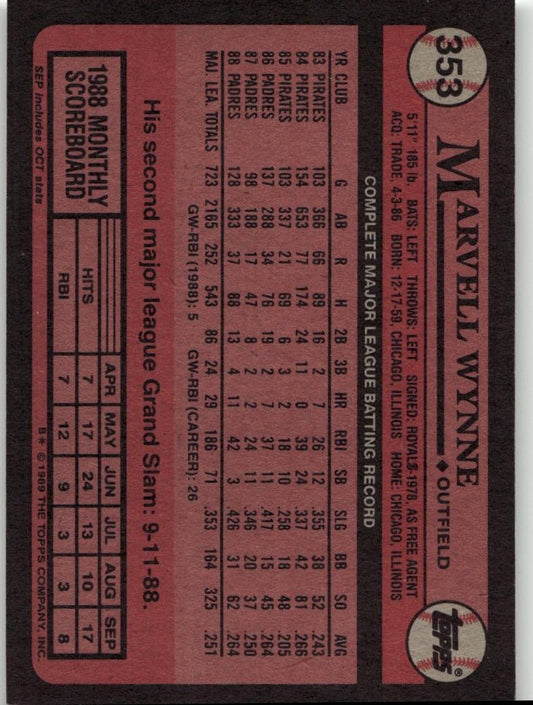 353
MARVELL WYNNE ♦ OUTFIELD
topps®
5'11" 185 lb. BATS: LEFT THROWS: LEFT SIGNED: ROYALS-1978, AS FREE AGENT
ACQ: TRADE, 4-3-86 BORN: 12-17-59, CHICAGO, ILLINOIS HOME: CHICAGO, ILLINOIS
COMPLETE MAJOR LEAGUE BATTING RECORD
YR CLUB G AB R H 2B 3B HR RBI SB SLG BB SO AVG
83 PIRATES 103 366 66 89 16 2 7 26 12 .355 38 52 .243
84 PIRATES 154 653 77 174 24 11 0 39 24 .337 42 81 .266
85 PIRATES 103 337 21 69 6 3 2 18 10 .258 18 48 .205
86 PADRES 137 288 34 76 19 2 7 37 11 .417 15 45 .264
87 PADRES 98 188 17 47 8 2 2 24 11 .346 20 37 .250
88 PADRES 128 333 37 88 13 4 11 42 3 .426 31 62 .264
MAJ. LEA. TOTALS 723 2165 252 543 86 24 29 186 71 .353 164 325 .251
GW-RBI (1988): 5 GW-RBI (CAREER): 26
His second major league Grand Slam: 9-11-88.
1988 MONTHLY
SCOREBOARD
APR MAY JUN JUL AUG SEP
HITS 7 17 24 13 10 17
RBI 7 12 9 3 3 8
SEP includes OCT stats
B* © 1989 THE TOPPS COMPANY, INC.